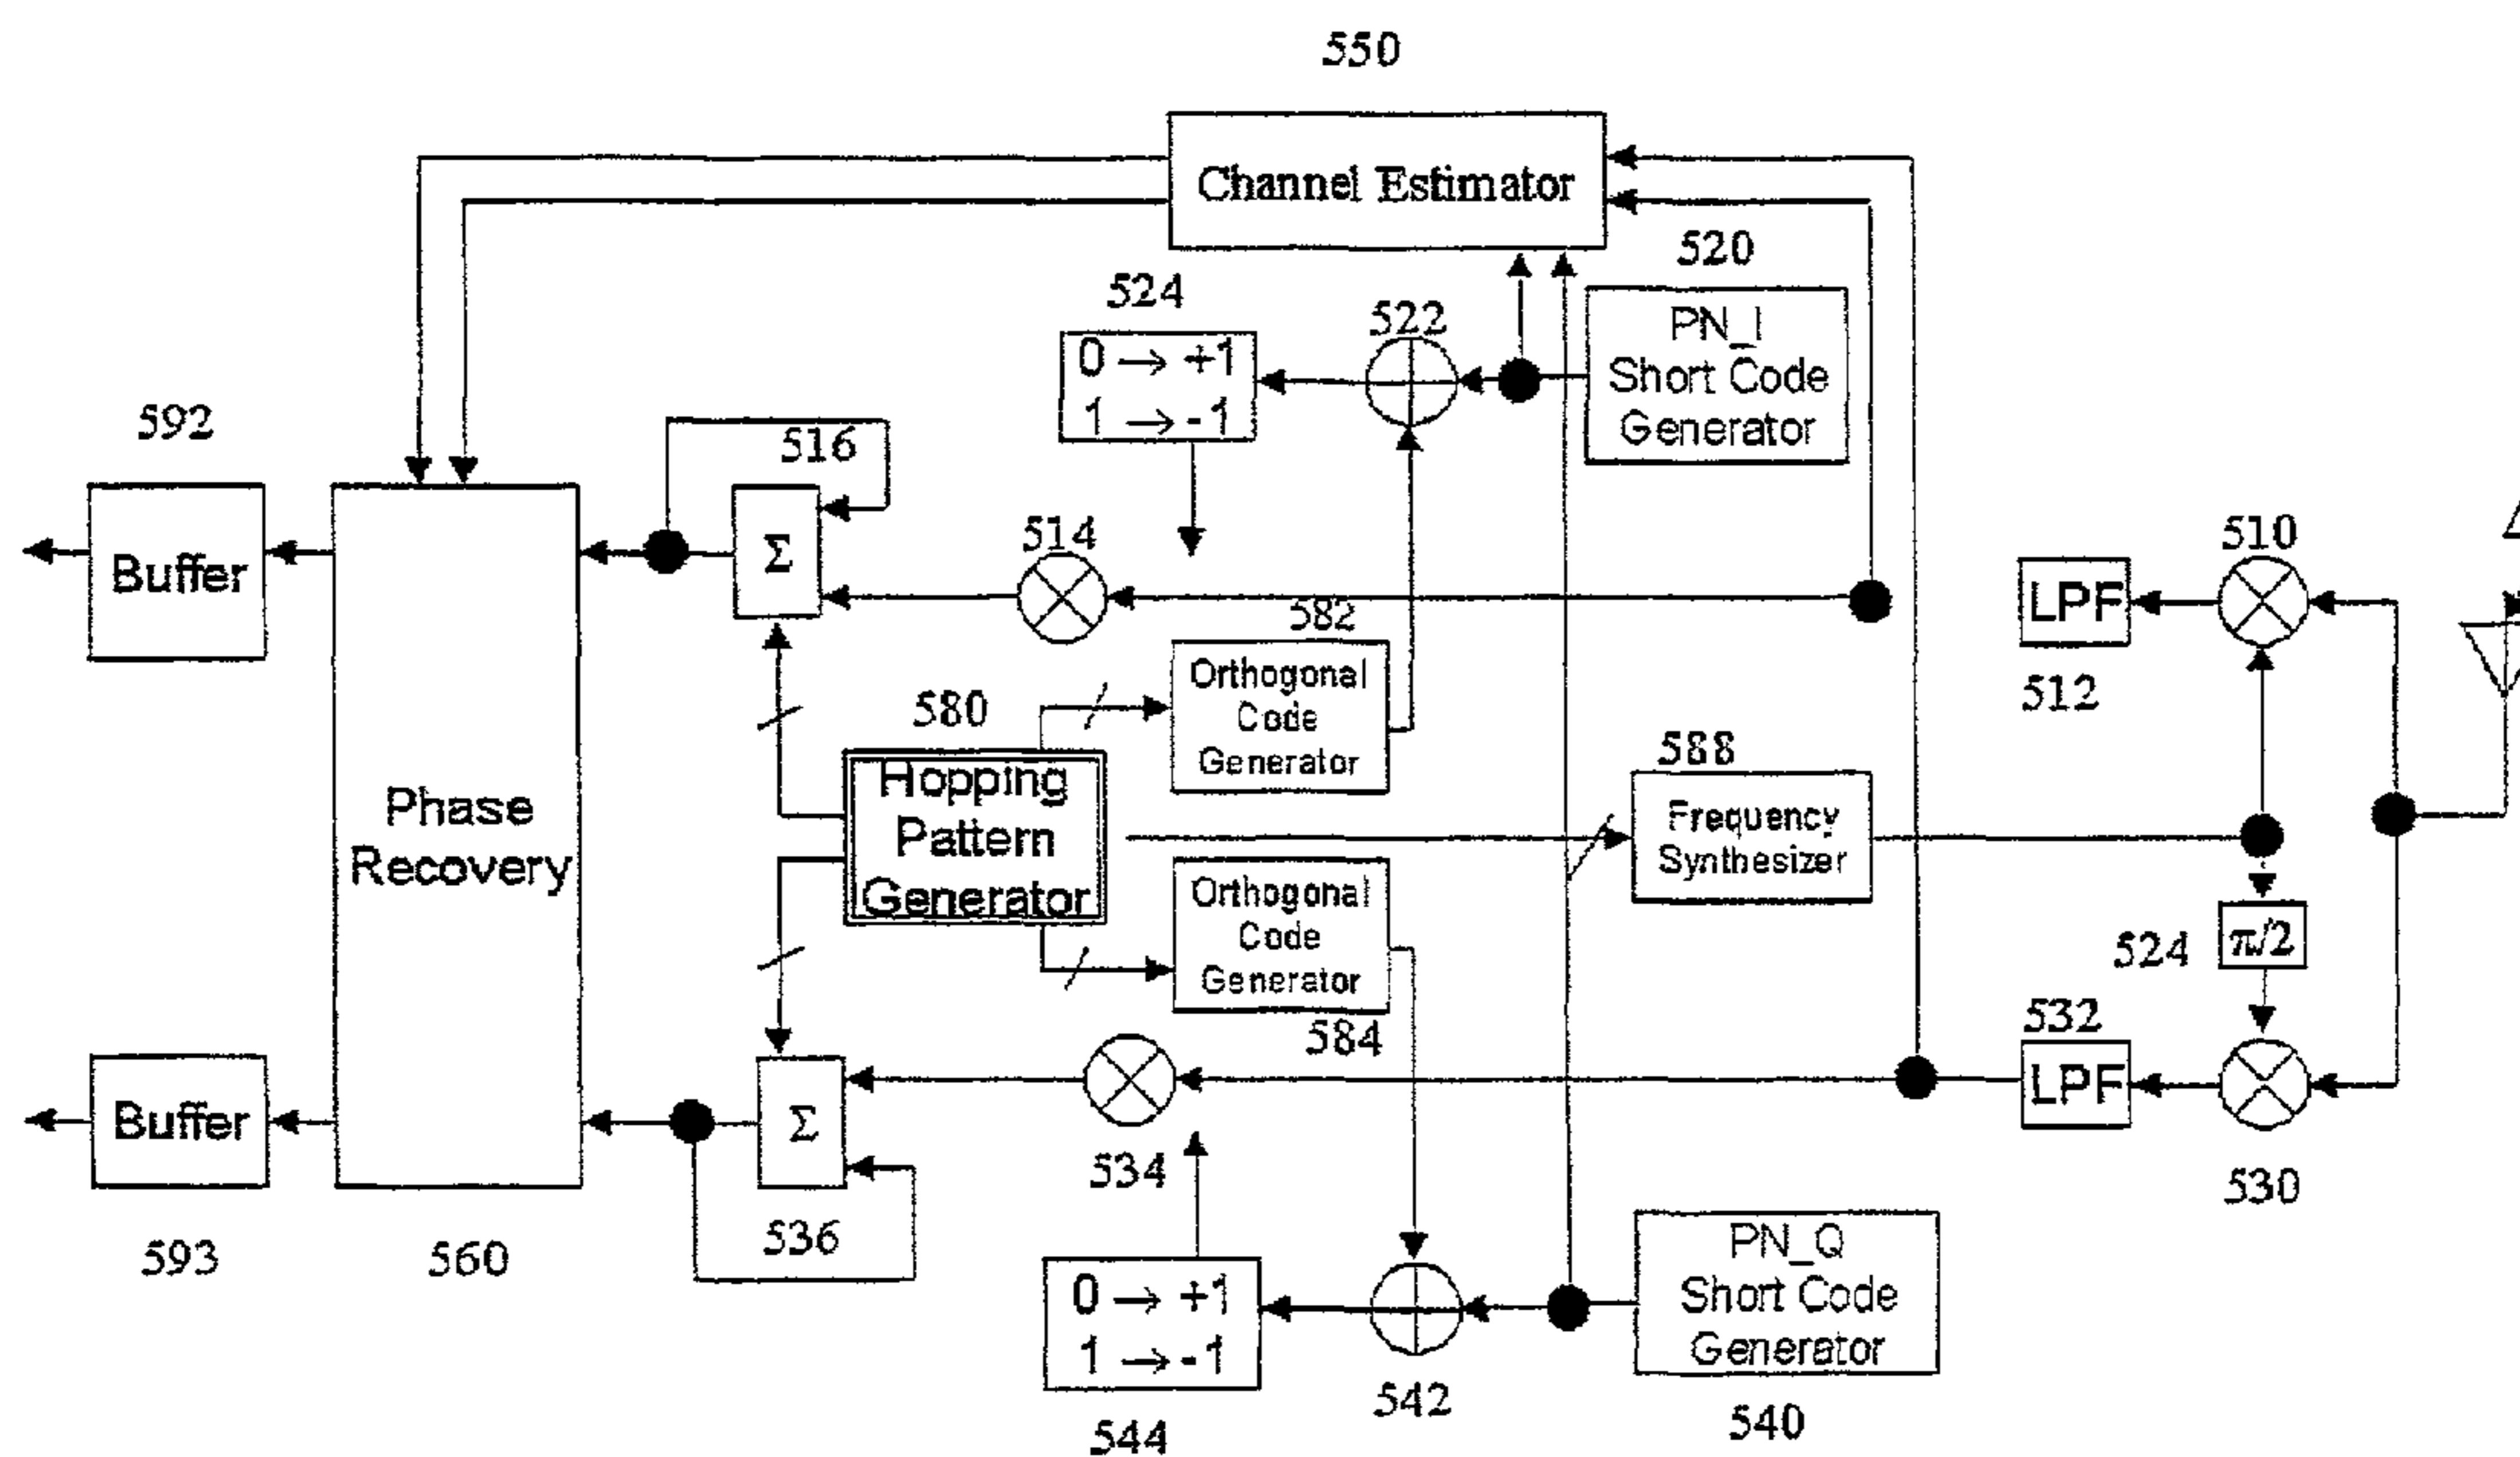 550
Channel Estimator
520
524
522
0 → +1
1 → -1
PN_I
Short Code
Generator
592
516
Buffer
Σ
514
510
LPF
512
582
Orthogonal
Code
Generator
580
Hopping
Pattern
Generator
588
Frequency
Synthesizer
Phase
Recovery
Orthogonal
Code
Generator
584
524
π/2
532
LPF
530
Buffer
Σ
534
536
593
560
0 → +1
1 → -1
544
542
PN_Q
Short Code
Generator
540